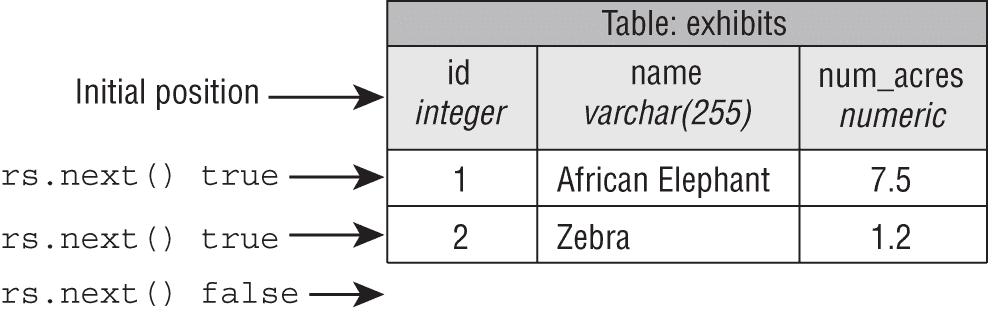 Table: exhibits
id name num_acres
Initial position
integer varchar(255) numeric
rs.next() true 1 African Elephant 7.5
rs.next() true 2 Zebra 1.2
rs.next() false